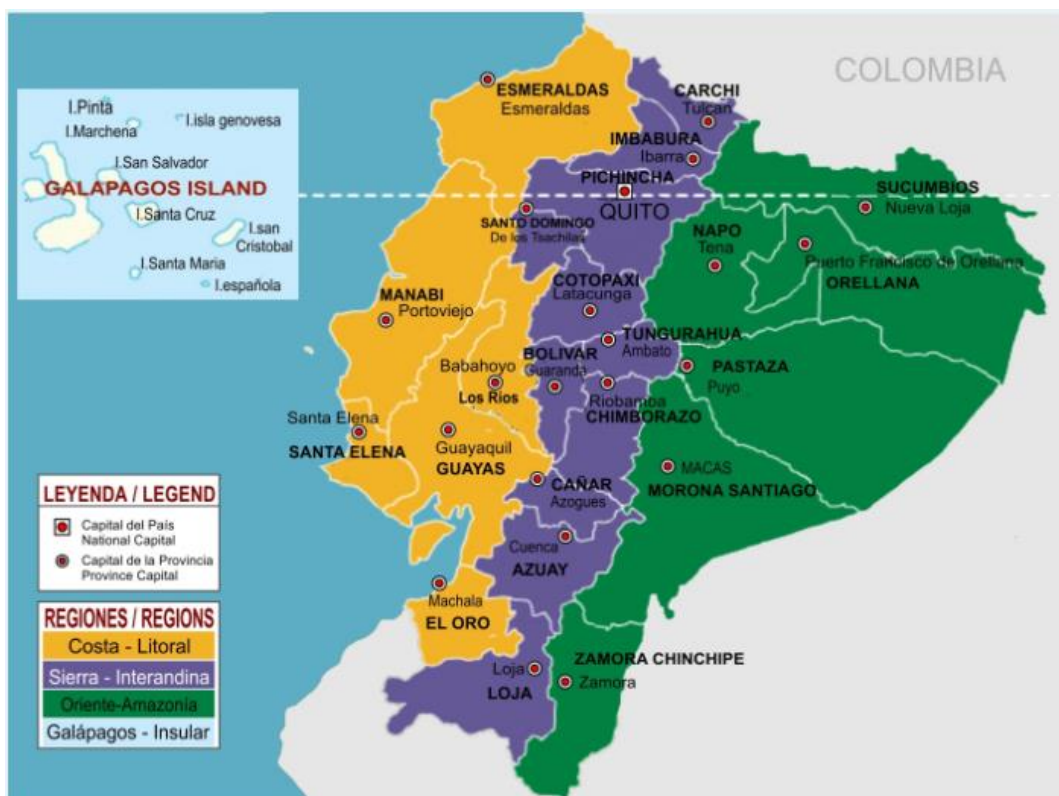 COLOMBIA
ESMERALDAS
Esmeraldas
CARCHI
Tulcan
IMBABURA
Ibarra
PICHINCHA
QUITO
SANTO DOMINGO
De los Tsachilas
SUCUMBIOS
Nueva Loja
NAPO
Tena
Puerto Francisco de Orellana
ORELLANA
COTOPAXI
Latacunga
MANABI
Portoviejo
TUNGURAHUA
Ambato
BOLIVAR
Guaranda
PASTAZA
Puyo
Babahoyo
Los Rios
Riobamba
CHIMBORAZO
Santa Elena
SANTA ELENA
Guayaquil
GUAYAS
MACAS
MORONA SANTIAGO
CAÑAR
Azogues
Cuenca
AZUAY
Machala
EL ORO
Loja
LOJA
ZAMORA CHINCHIPE
Zamora
I.Pinta
I.Marchena
I.isla genovesa
I.San Salvador
GALAPAGOS ISLAND
I.Santa Cruz
I.san
Cristobal
I.Santa Maria
I.española
LEYENDA / LEGEND
Capital del País
National Capital
Capital de la Provincia
Province Capital
REGIONES / REGIONS
Costa - Litoral
Sierra - Interandina
Oriente-Amazonía
Galápagos - Insular